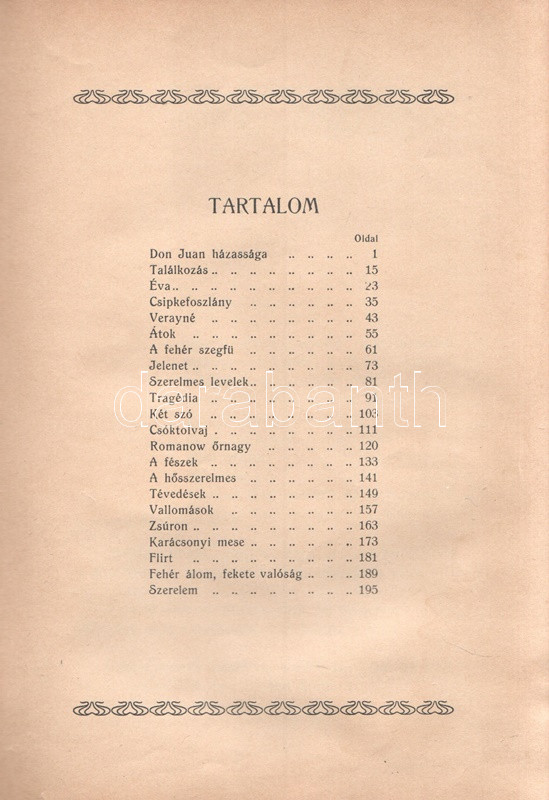 TARTALOM
Oldal
Don Juan házassága .. .. .. .. 1
Találkozás .. .. .. .. .. .. .. .. 15
Éva .. .. .. .. .. .. .. .. .. 23
Csipkefoszlány .. .. .. .. .. .. 35
Verayné .. .. .. .. .. .. .. .. 43
Átok .. .. .. .. .. .. .. .. .. 55
A fehér szegfü .. .. .. .. .. .. 61
Jelenet .. .. .. .. .. .. .. .. .. 73
Szerelmes levelek .. .. .. .. .. .. 81
Tragédia .. .. .. .. .. .. .. .. 91
Két szó .. .. .. .. .. .. .. .. 103
Csóktolvaj . .. .. .. .. .. .. .. 111
Romanow őrnagy .. .. .. .. .. 120
A fészek .. .. .. .. .. .. .. .. 133
A hősszerelmes .. .. .. .. .. .. 141
Tévedések .. .. .. .. .. .. .. .. 149
Vallomások .. .. .. .. .. .. .. 157
Zsúron .. .. .. .. .. .. .. .. .. 163
Karácsonyi mese .. .. .. .. .. .. 173
Flirt .. .. .. .. .. .. .. .. .. 181
Fehér álom, fekete valóság .. .. .. 189
Szerelem .. .. .. .. .. .. .. .. 195
darabanth